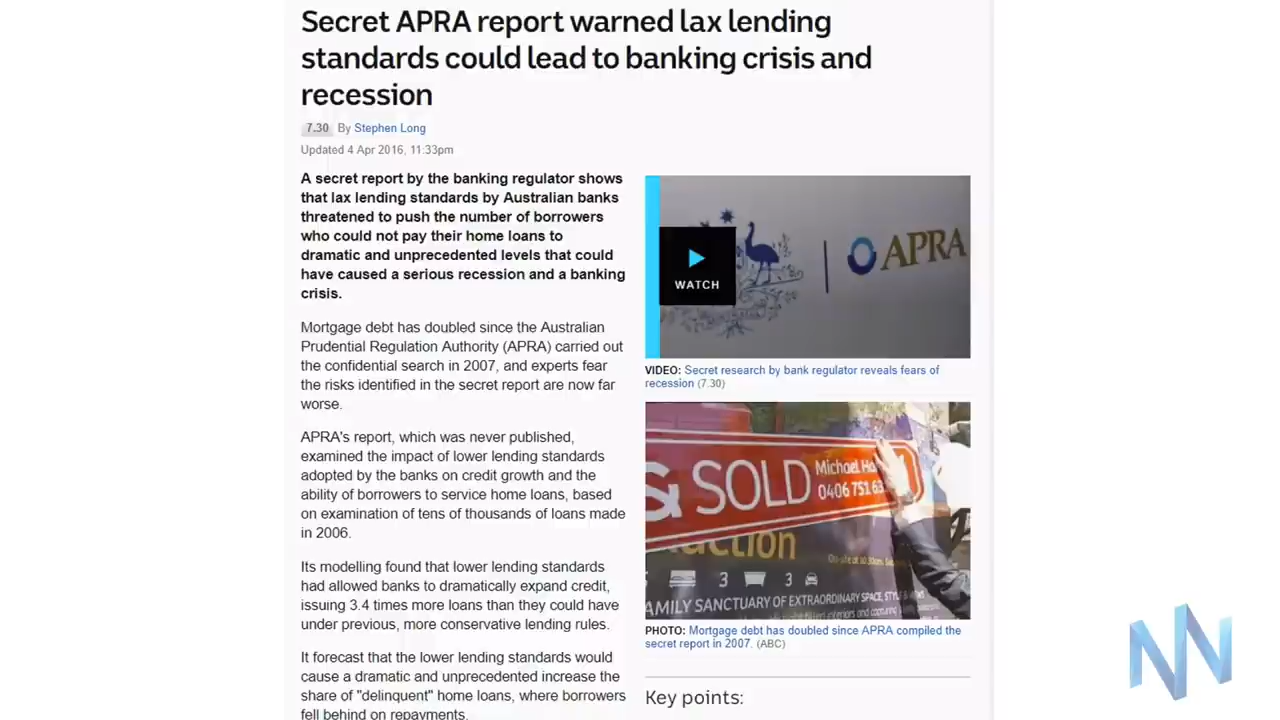 Secret APRA report warned lax lending
standards could lead to banking crisis and
recession
7.30 By Stephen Long
Updated 4 Apr 2016, 11:33pm
A secret report by the banking regulator shows
that lax lending standards by Australian banks
threatened to push the number of borrowers
who could not pay their home loans to
dramatic and unprecedented levels that could
have caused a serious recession and a banking
crisis.
Mortgage debt has doubled since the Australian
Prudential Regulation Authority (APRA) carried out
the confidential search in 2007, and experts fear
the risks identified in the secret report are now far
worse.
APRA's report, which was never published,
examined the impact of lower lending standards
adopted by the banks on credit growth and the
ability of borrowers to service home loans, based
on examination of tens of thousands of loans made
in 2006.
Its modelling found that lower lending standards
had allowed banks to dramatically expand credit,
issuing 3.4 times more loans than they could have
under previous, more conservative lending rules.
It forecast that the lower lending standards would
cause a dramatic and unprecedented increase the
share of "delinquent" home loans, where borrowers
fell behind on repayments.
APRA
WATCH
VIDEO: Secret research by bank regulator reveals fears of
recession (7.30)
& SOLD
Michael
0406 751
uction
3 3
AMILY SANCTUARY OF EXTRAORDINARY SPACE, STYLE
PHOTO: Mortgage debt has doubled since APRA compiled the
secret report in 2007. (ABC)
Key points:
NN